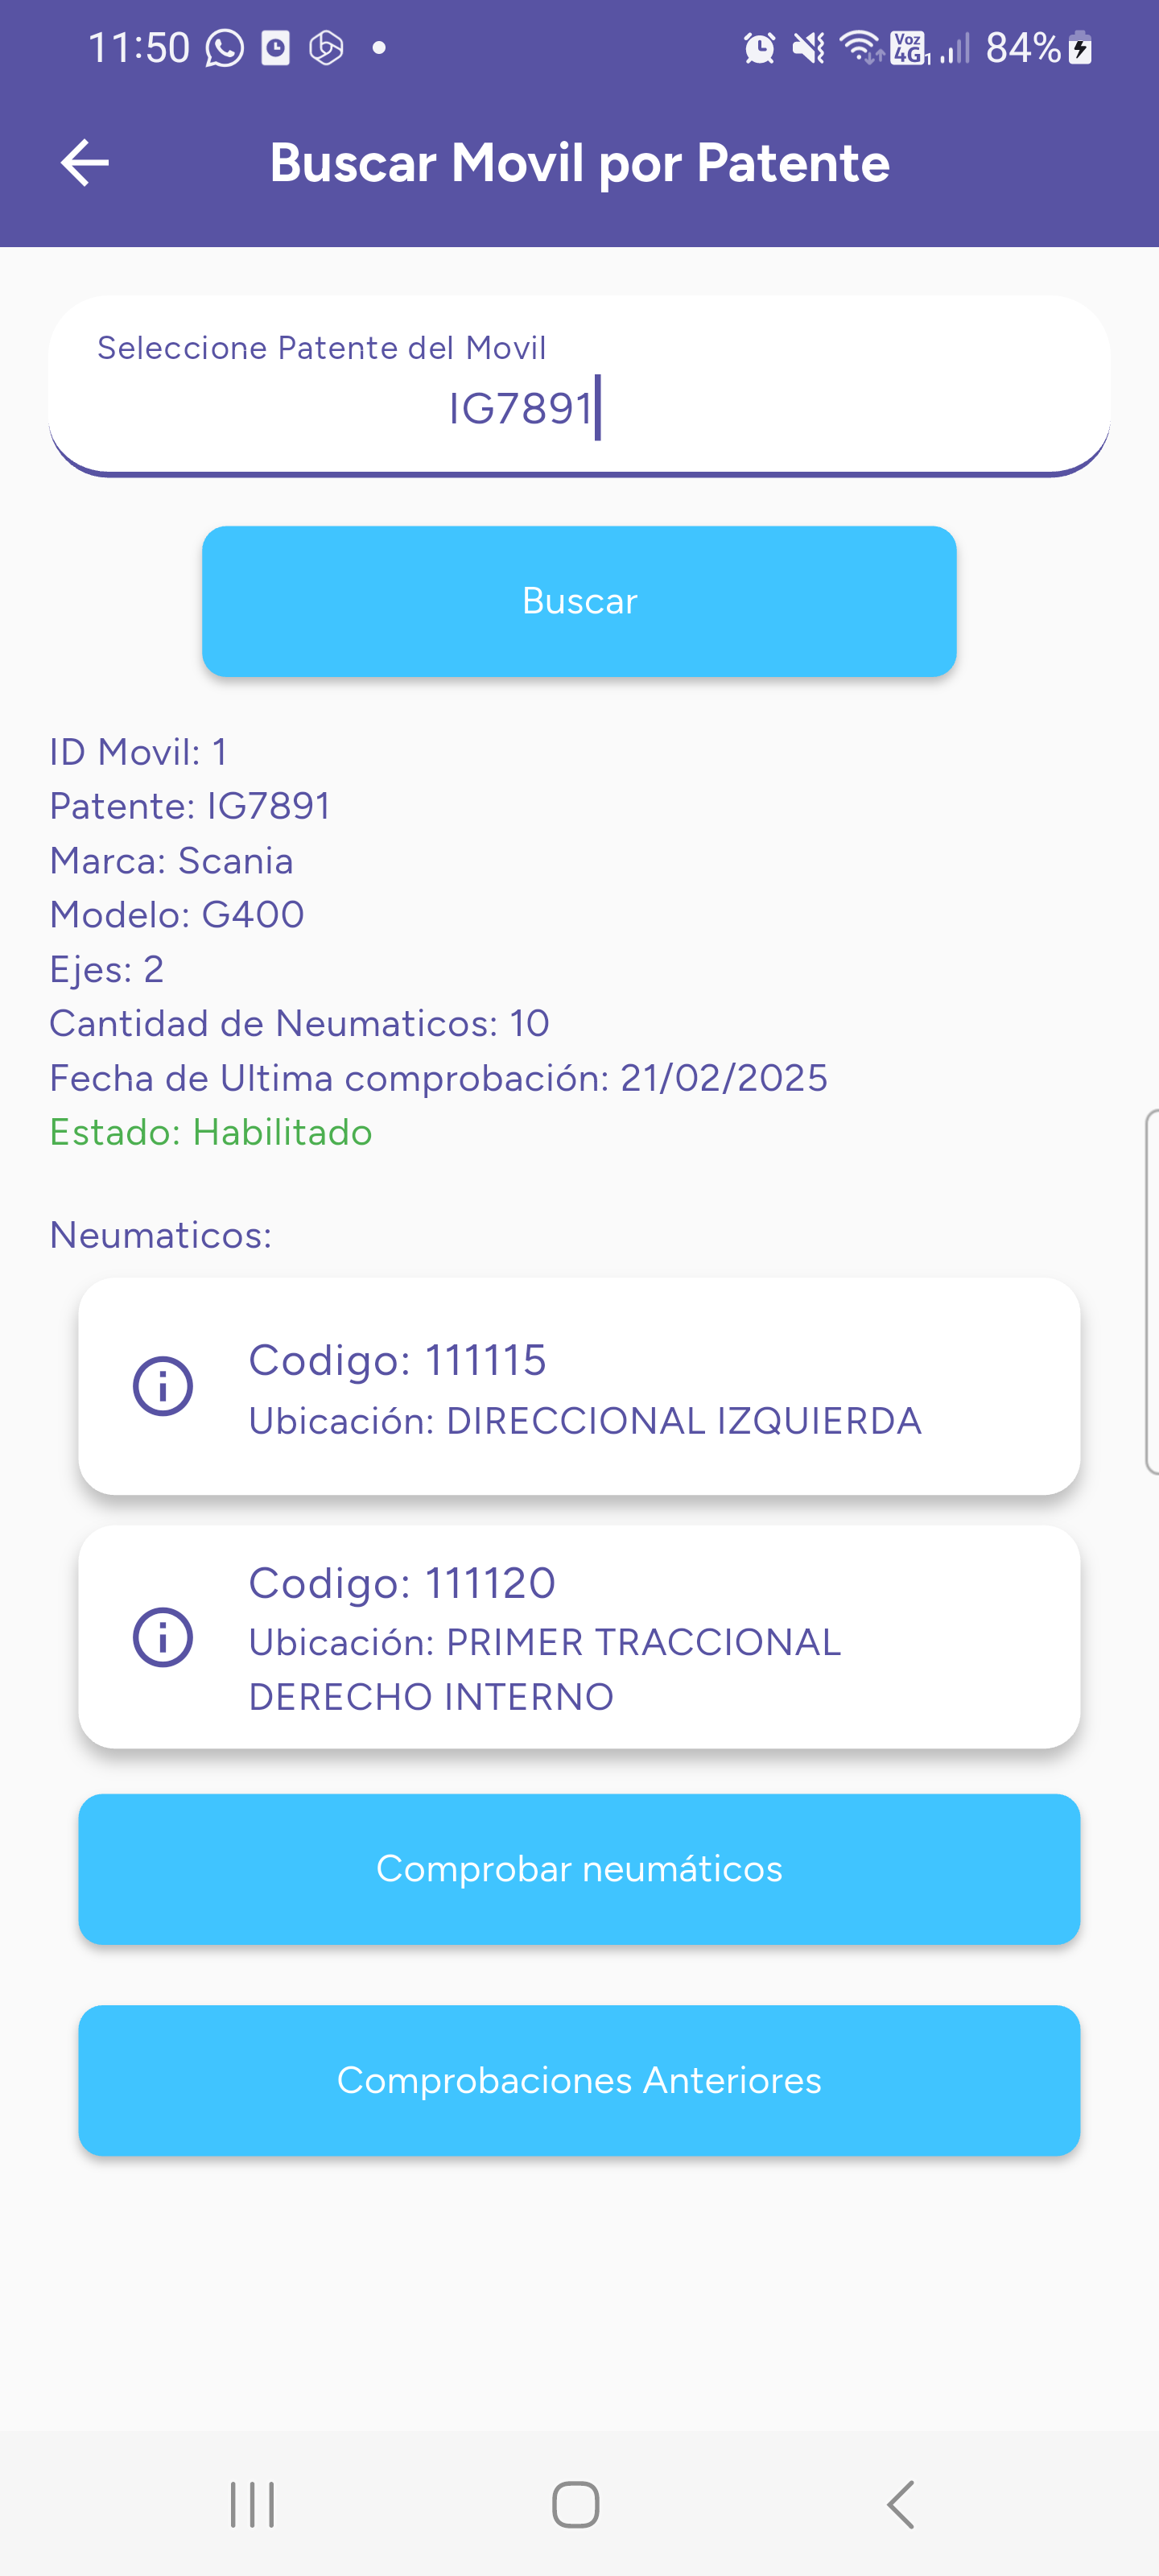 11:50
Voz 4G 1 84%
Buscar Movil por Patente
Seleccione Patente del Movil
IG7891
Buscar
ID Movil: 1
Patente: IG7891
Marca: Scania
Modelo: G400
Ejes: 2
Cantidad de Neumaticos: 10
Fecha de Ultima comprobación: 21/02/2025
Estado: Habilitado
Neumaticos:
Codigo: 111115
Ubicación: DIRECCIONAL IZQUIERDA
Codigo: 111120
Ubicación: PRIMER TRACCIONAL
DERECHO INTERNO
Comprobar neumáticos
Comprobaciones Anteriores